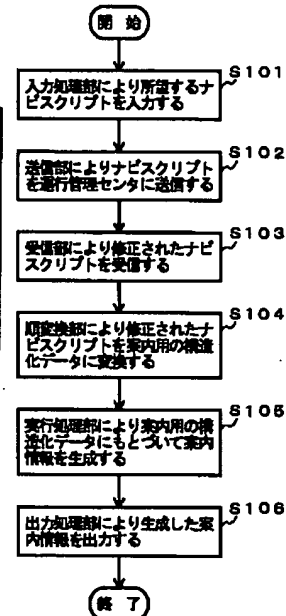 開始
S101
入力処理部により所望するナ
ビスクリプトを入力する
S102
送信部によりナビスクリプト
を運行管理センタに送信する
S103
受信部により修正されたナビ
スクリプトを受信する
S104
順変換部により修正されたナ
ビスクリプトを案内用の構造
化データに変換する
S105
実行処理部により案内用の構
造化データにもとづいて案内
情報を生成する
S106
出力処理部により生成した案
内情報を出力する
終了